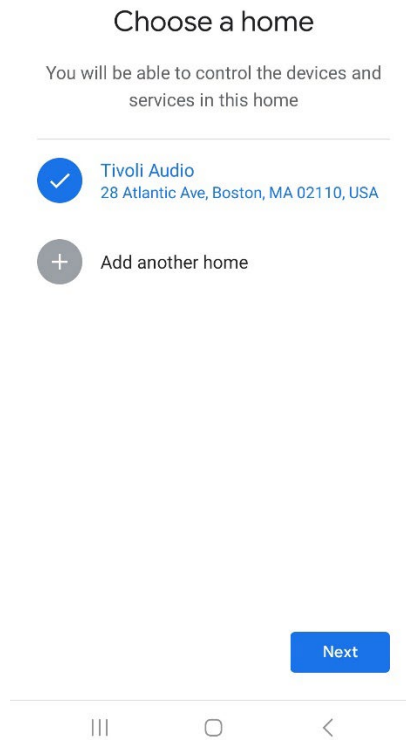 Choose a home
You will be able to control the devices and
services in this home
Tivoli Audio
28 Atlantic Ave, Boston, MA 02110, USA
Add another home
Next